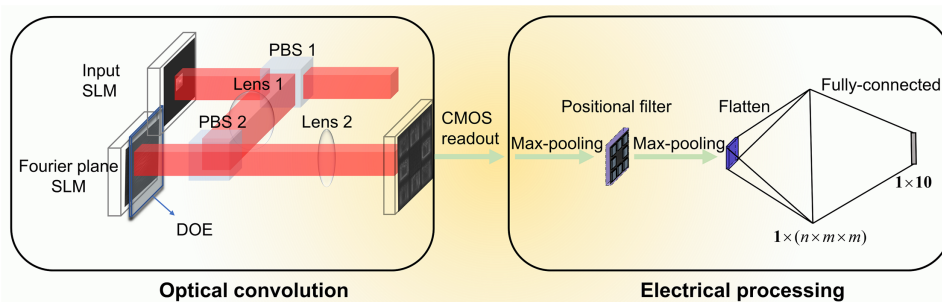 PBS 1
Input
SLM
Lens 1
PBS 2
Lens 2
Fourier plane
SLM
DOE
Optical convolution
CMOS
readout
Max-pooling
Positional filter
Max-pooling
Flatten
Fully-connected
1×10
1×(n×m×m)
Electrical processing